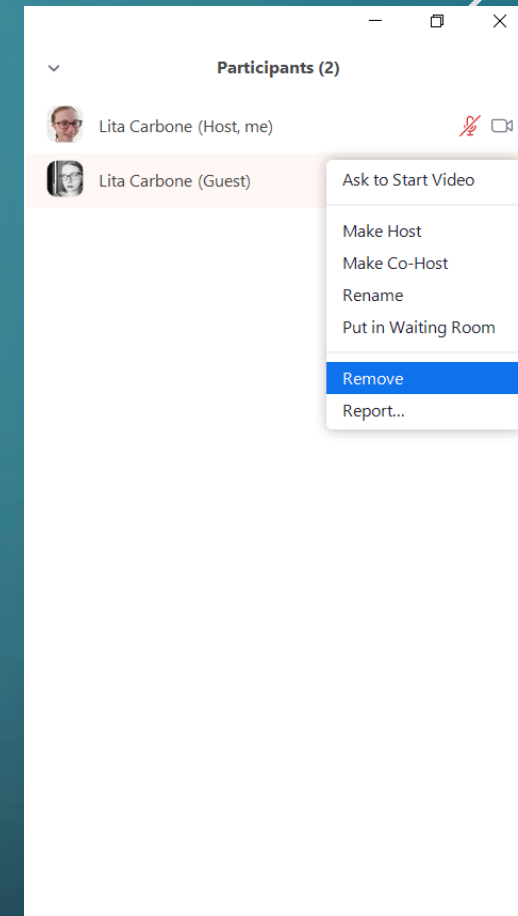 Participants (2)
Lita Carbone (Host, me)
Lita Carbone (Guest)
Ask to Start Video
Make Host
Make Co-Host
Rename
Put in Waiting Room
Remove
Report...